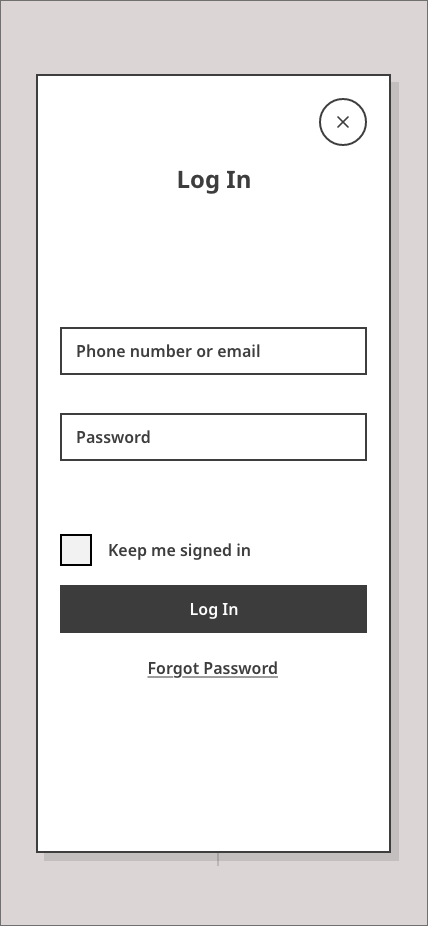 Log In
Phone number or email
Password
Keep me signed in
Log In
Forgot Password